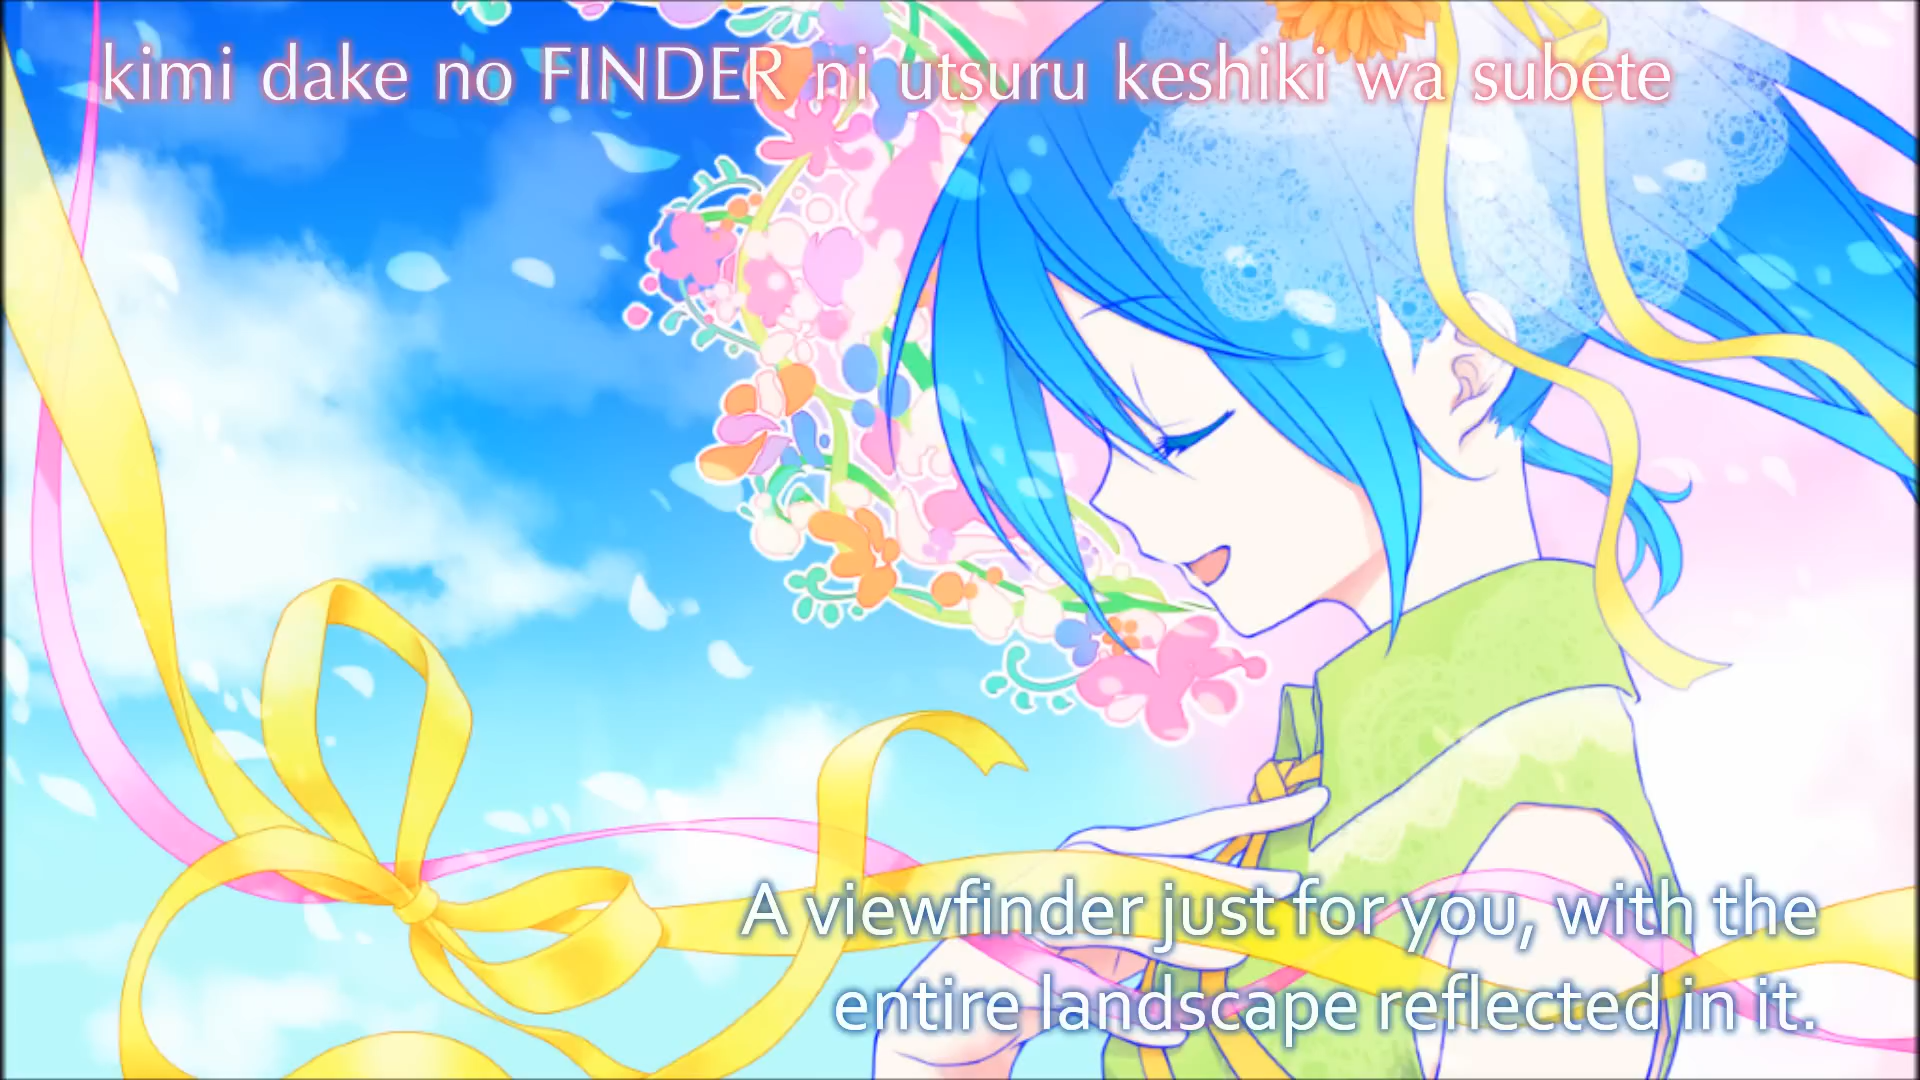 kimi dake no FINDER ni utsuru keshiki wa subete
A viewfinder just for you, with the
entire landscape reflected in it.